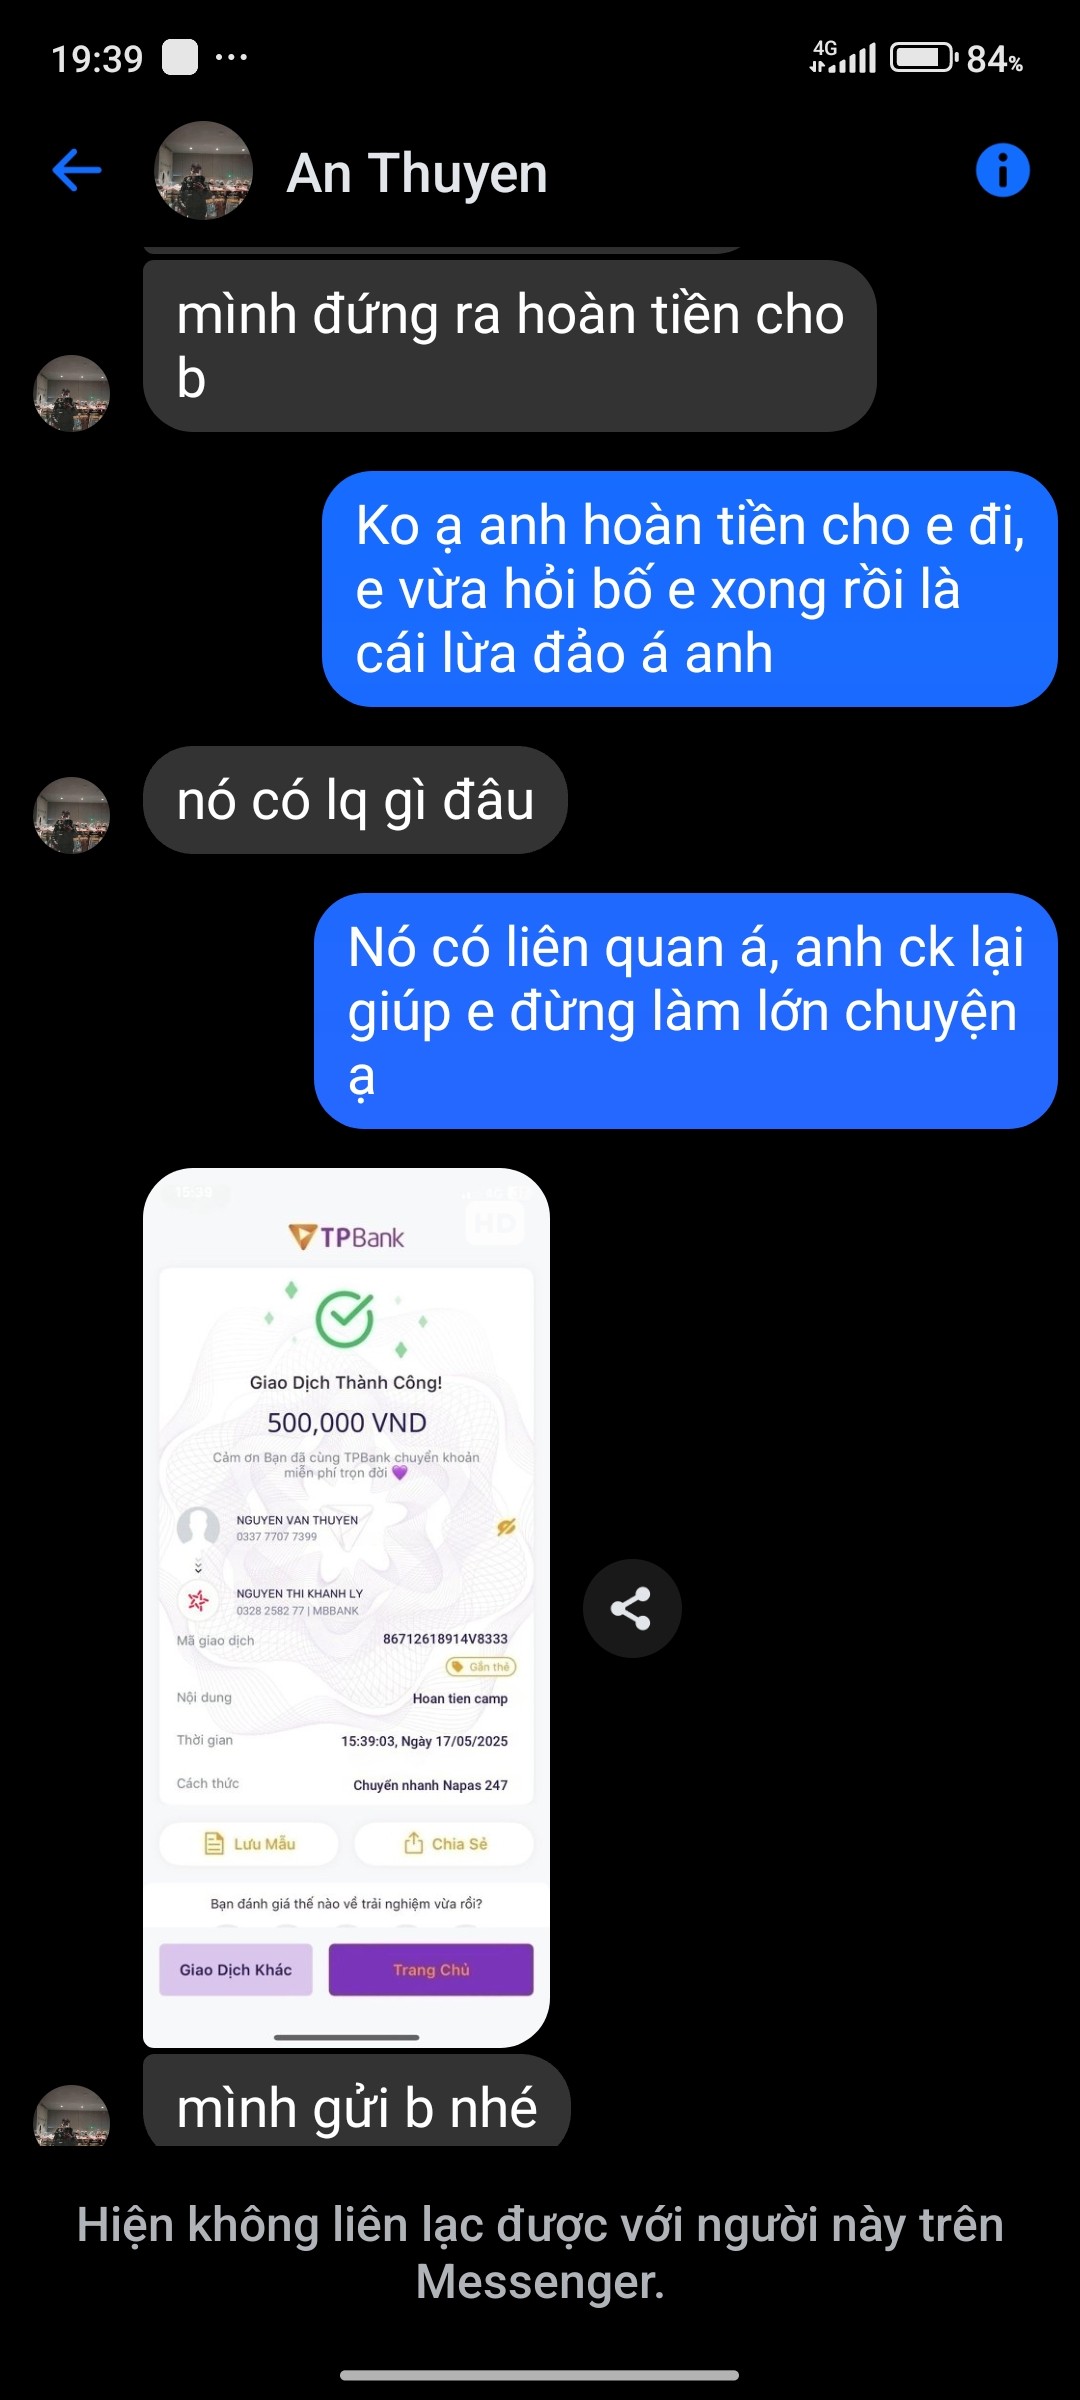 19:39
4G
84%
An Thuyen
mình đứng ra hoàn tiền cho
b
Ko ạ anh hoàn tiền cho e đi,
e vừa hỏi bố e xong rồi là
cái lừa đảo á anh
nó có lq gì đâu
Nó có liên quan á, anh ck lại
giúp e đừng làm lớn chuyện
ạ
15:39
4G
HD
TPBank
Giao Dịch Thành Công!
500,000 VND
Cảm ơn Bạn đã cùng TPBank chuyển khoản
miễn phí trọn đời
NGUYEN VAN THUYEN
0337 7707 7399
NGUYEN THI KHANH LY
0328 2582 77 | MBBANK
Mã giao dịch 86712618914V8333
Gắn thẻ
Nội dung Hoan tien camp
Thời gian 15:39:03, Ngày 17/05/2025
Cách thức Chuyển nhanh Napas 247
Lưu Mẫu Chia Sẻ
Bạn đánh giá thế nào về trải nghiệm vừa rồi?
Giao Dịch Khác Trang Chủ
mình gửi b nhé
Hiện không liên lạc được với người này trên
Messenger.